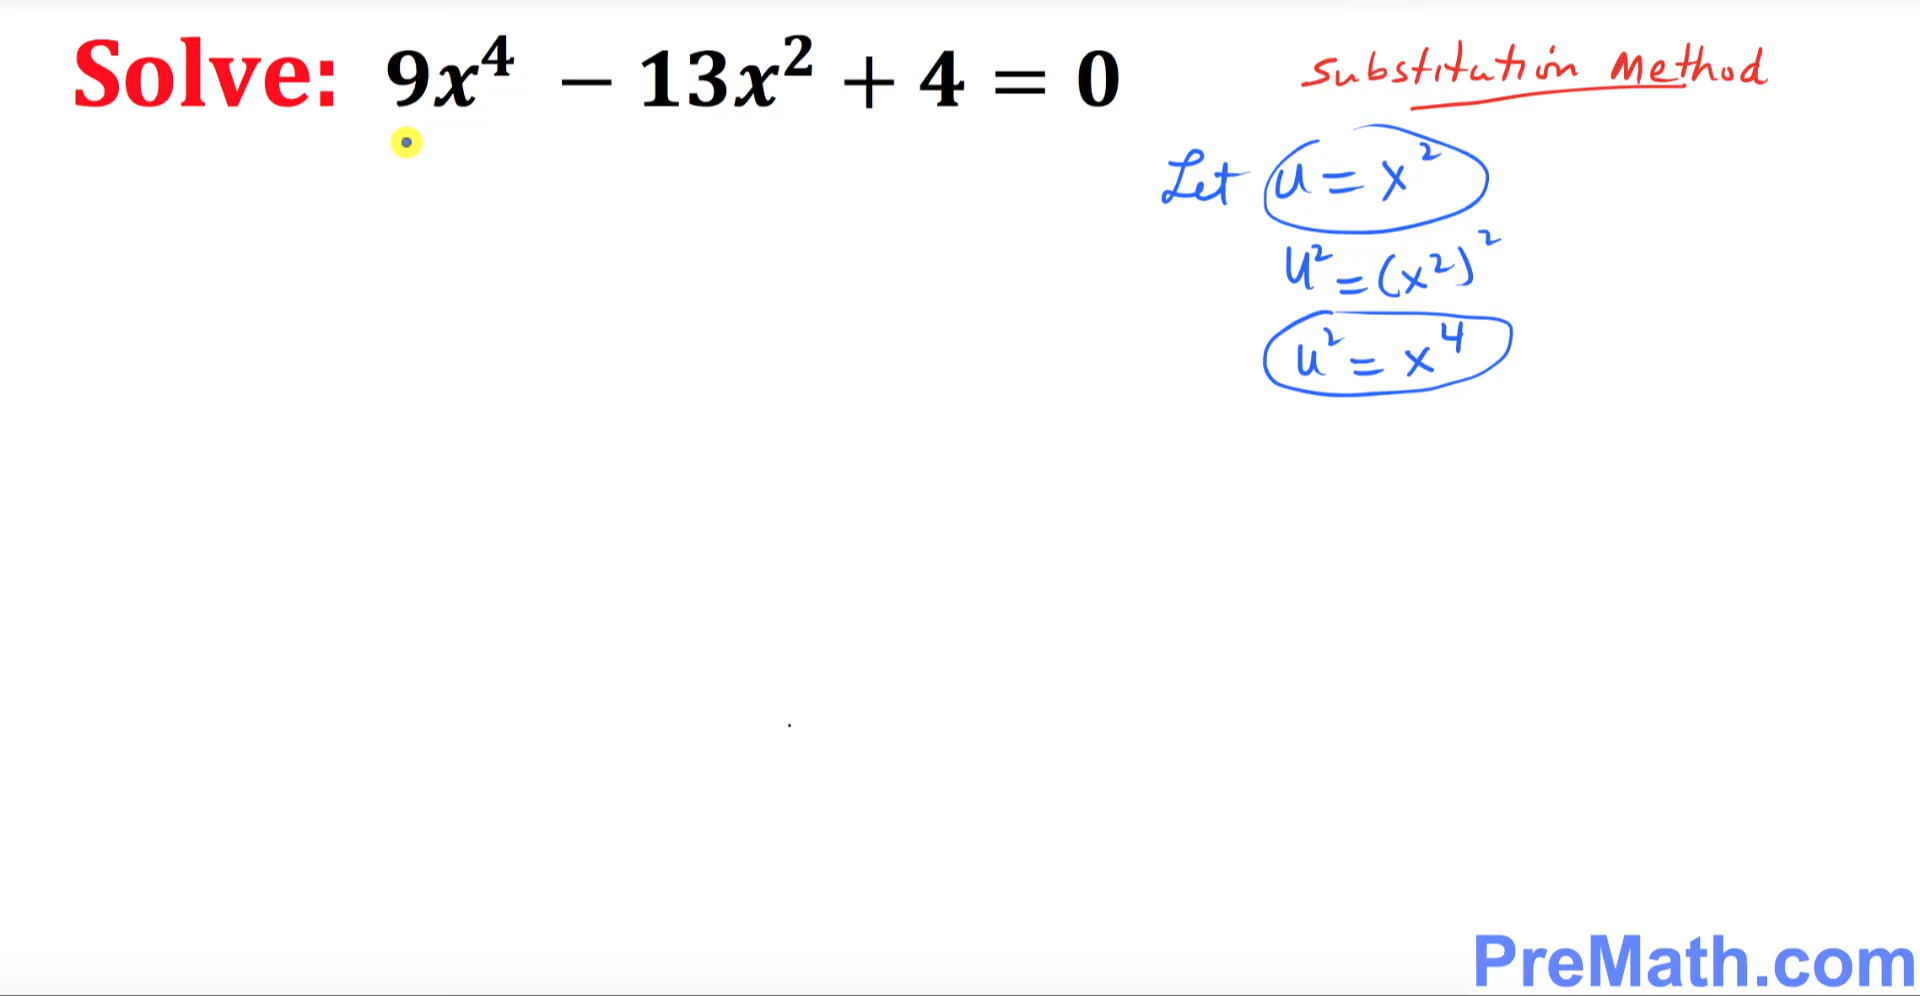 Solve: 9x⁴ − 13x² + 4 = 0
Substitution Method
Let u = x²
u² = (x²)²
u² = x⁴
PreMath.com